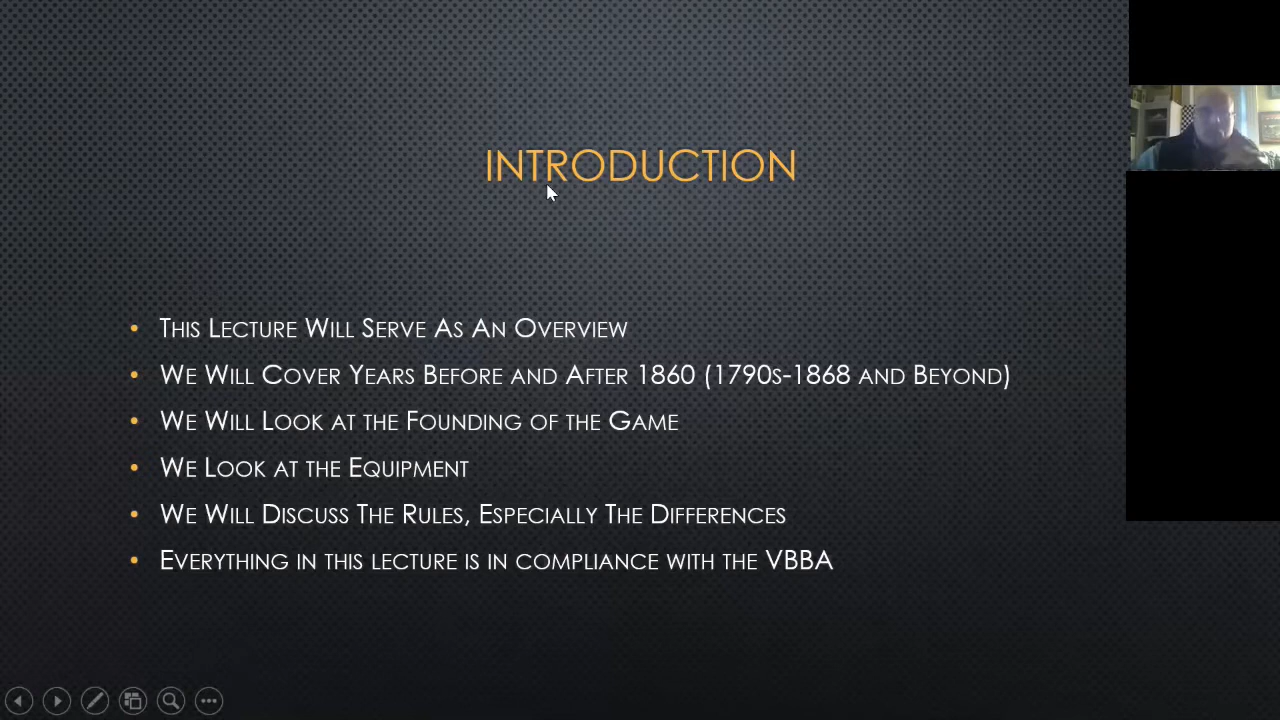 INTRODUCTION
• THIS LECTURE WILL SERVE AS AN OVERVIEW
• WE WILL COVER YEARS BEFORE AND AFTER 1860 (1790S-1868 AND BEYOND)
• WE WILL LOOK AT THE FOUNDING OF THE GAME
• WE LOOK AT THE EQUIPMENT
• WE WILL DISCUSS THE RULES, ESPECIALLY THE DIFFERENCES
• EVERYTHING IN THIS LECTURE IS IN COMPLIANCE WITH THE VBBA